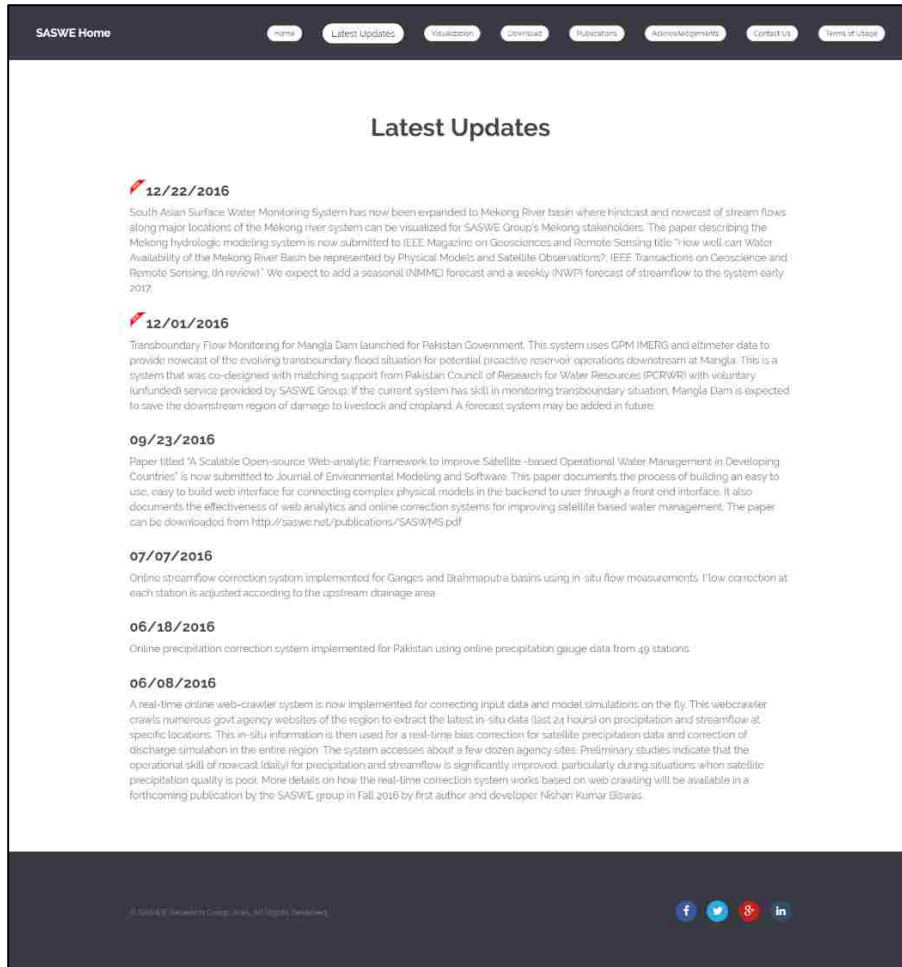 SASWE Home
Home
Latest Updates
Visualization
Download
Publications
Acknowledgements
Contact Us
Terms of Usage
Latest Updates
12/22/2016
South Asian Surface Water Monitoring System has now been expanded to Mekong River basin where hindcast and nowcast of stream flows
along major locations of the Mekong river system can be visualized for SASWE Group's Mekong stakeholders. The paper describing the
Mekong hydrologic modeling system is now submitted to IEEE Magazine on Geosciences and Remote Sensing title "How well can Water
Availability of the Mekong River Basin be represented by Physical Models and Satellite Observations?, IEEE Transactions on Geoscience and
Remote Sensing, (In review)." We expect to add a seasonal (NMME) forecast and a weekly (NWP) forecast of streamflow to the system early
2017.
12/01/2016
Transboundary Flow Monitoring for Mangla Dam launched for Pakistan Government. This system uses GPM IMERG and altimeter data to
provide nowcast of the evolving transboundary flood situation for potential proactive reservoir operations downstream at Mangla. This is a
system that was co-designed with matching support from Pakistan Council of Research for Water Resources (PCRWR) with voluntary
(unfunded) service provided by SASWE Group. If the current system has skill in monitoring transboundary situation, Mangla Dam is expected
to save the downstream region of damage to livestock and cropland. A forecast system may be added in future.
09/23/2016
Paper titled "A Scalable Open-source Web-analytic Framework to Improve Satellite -based Operational Water Management in Developing
Countries" is now submitted to Journal of Environmental Modeling and Software. This paper documents the process of building an easy to
use, easy to build web interface for connecting complex physical models in the backend to user through a front end interface. It also
documents the effectiveness of web analytics and online correction systems for improving satellite based water management. The paper
can be downloaded from http://saswe.net/publications/SASWMS.pdf
07/07/2016
Online streamflow correction system implemented for Ganges and Brahmaputra basins using in-situ flow measurements. Flow correction at
each station is adjusted according to the upstream drainage area
06/18/2016
Online precipitation correction system implemented for Pakistan using online precipitation gauge data from 49 stations.
06/08/2016
A real-time online web-crawler system is now implemented for correcting input data and model simulations on the fly. This webcrawler
crawls numerous govt agency websites of the region to extract the latest in-situ data (last 24 hours) on precipitation and streamflow at
specific locations. This in-situ information is then used for a real-time bias correction for satellite precipitation data and correction of
discharge simulation in the entire region. The system accesses about a few dozen agency sites. Preliminary studies indicate that the
operational skill of nowcast (daily) for precipitation and streamflow is significantly improved, particularly during situations when satellite
precipitation quality is poor. More details on how the real-time correction system works based on web crawling will be available in a
forthcoming publication by the SASWE group in Fall 2016 by first author and developer Nishan Kumar Biswas.
© SASWE Research Group, All Rights Reserved.